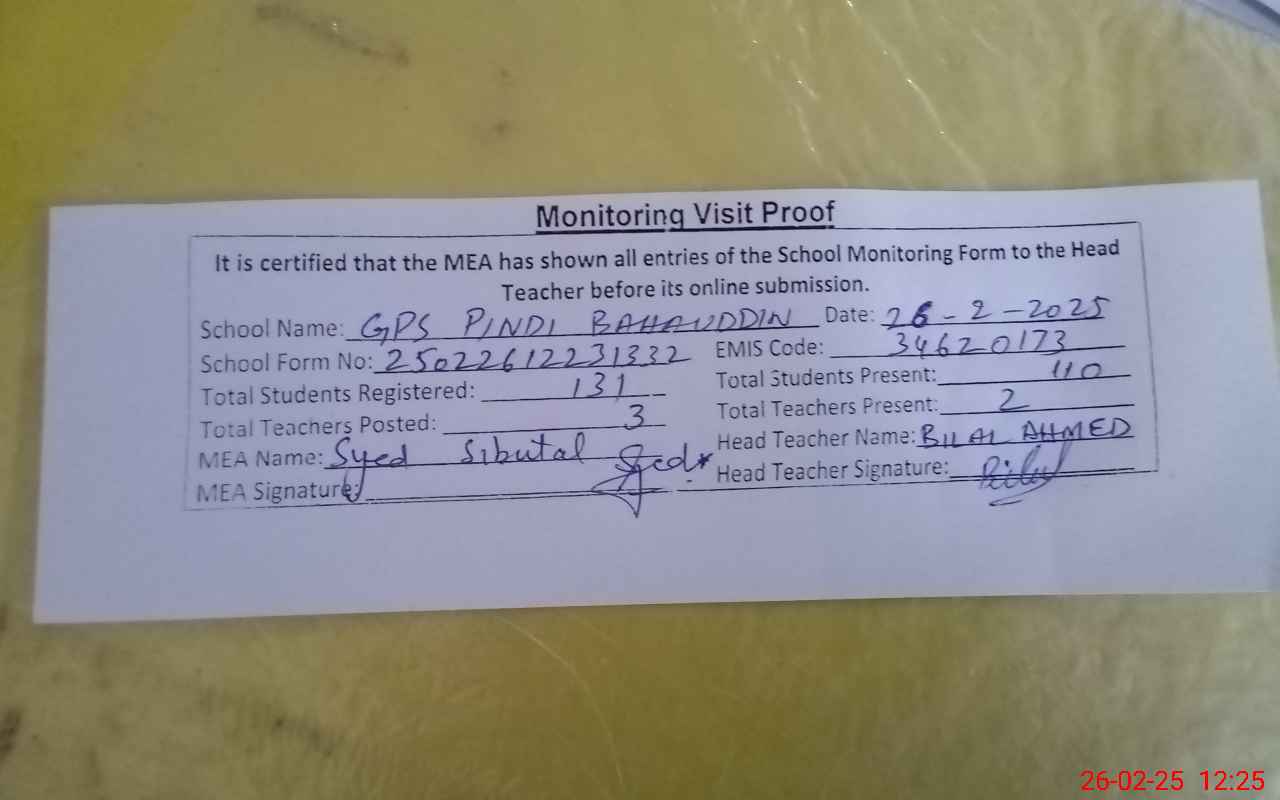 Monitoring Visit Proof
It is certified that the MEA has shown all entries of the School Monitoring Form to the Head
Teacher before its online submission.
School Name: GPS PINDI BAHAUDDIN Date: 26-2-2025
School Form No: 25022612231332 EMIS Code: 34620173
Total Students Registered: 131 Total Students Present: 110
Total Teachers Posted: 3 Total Teachers Present: 2
MEA Name: Syed Sibutal Head Teacher Name: BILAL AHMED
MEA Signature: Syed Head Teacher Signature: Bilal
26-02-25 12:25